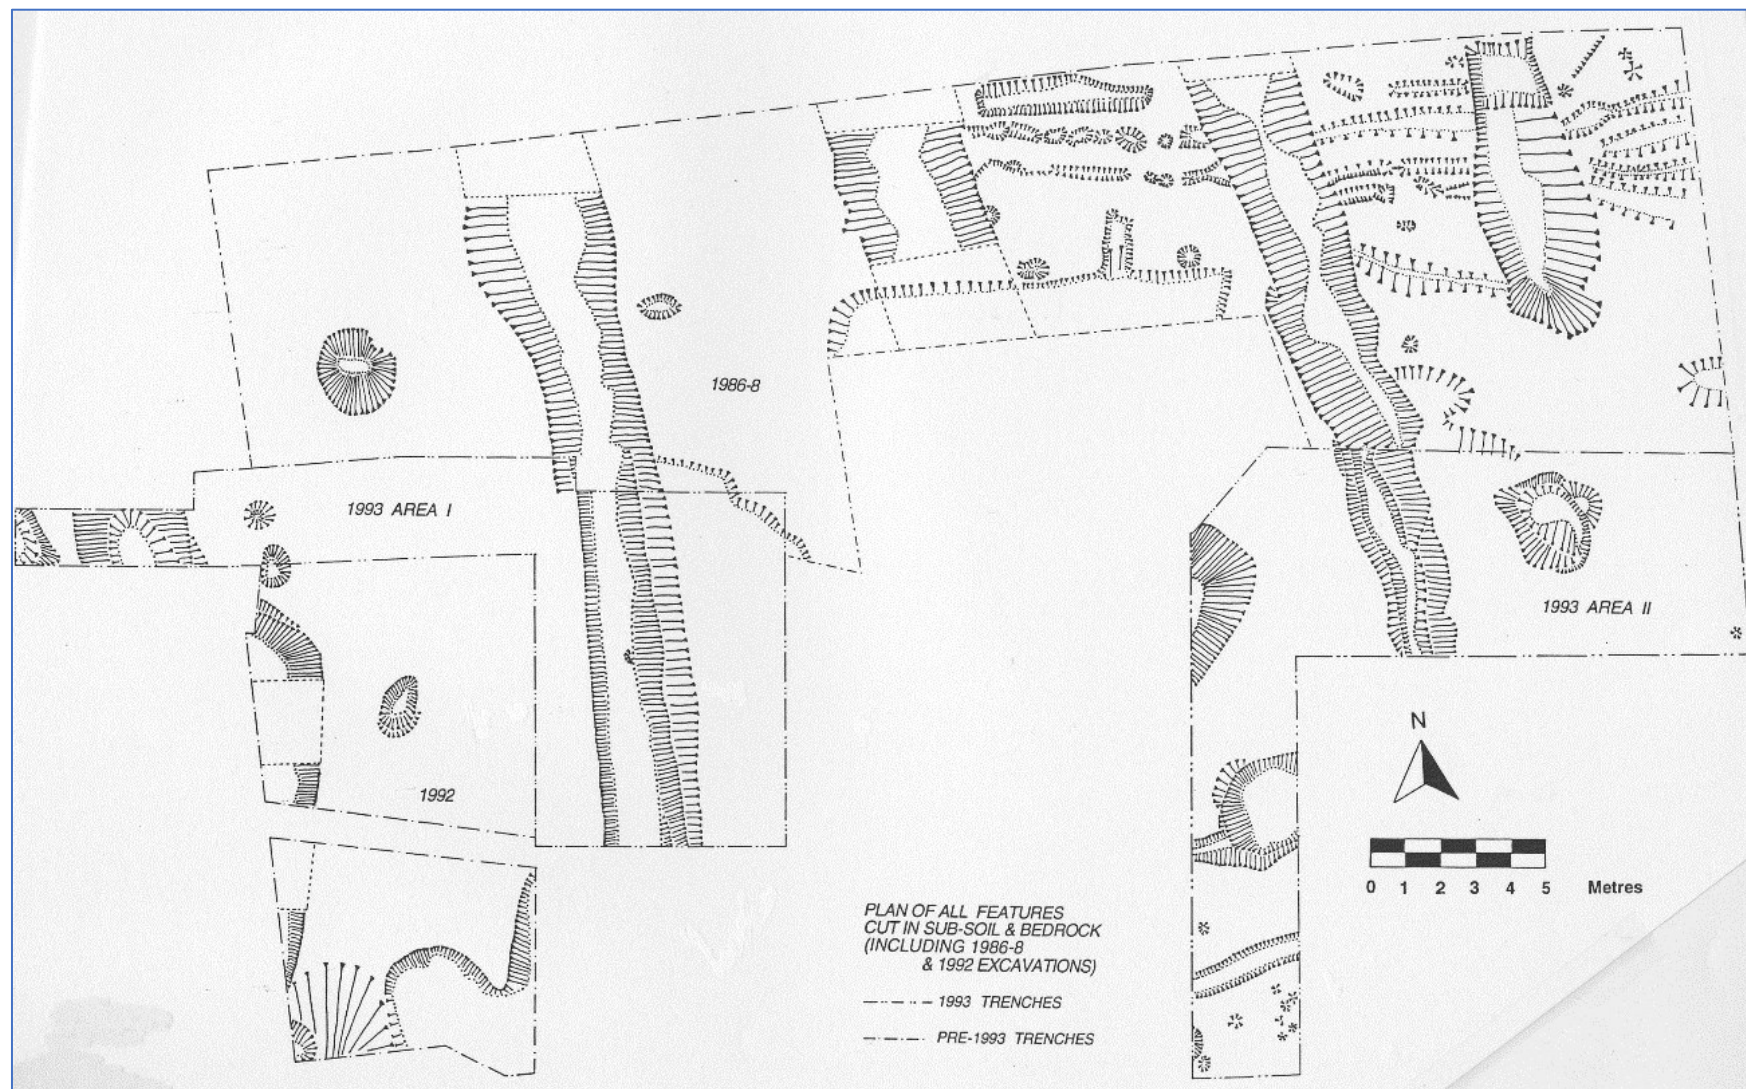 1986-8
1993 AREA I
1993 AREA II
1992
N
0 1 2 3 4 5 Metres
PLAN OF ALL FEATURES
CUT IN SUB-SOIL & BEDROCK
(INCLUDING 1986-8
& 1992 EXCAVATIONS)
1993 TRENCHES
PRE-1993 TRENCHES